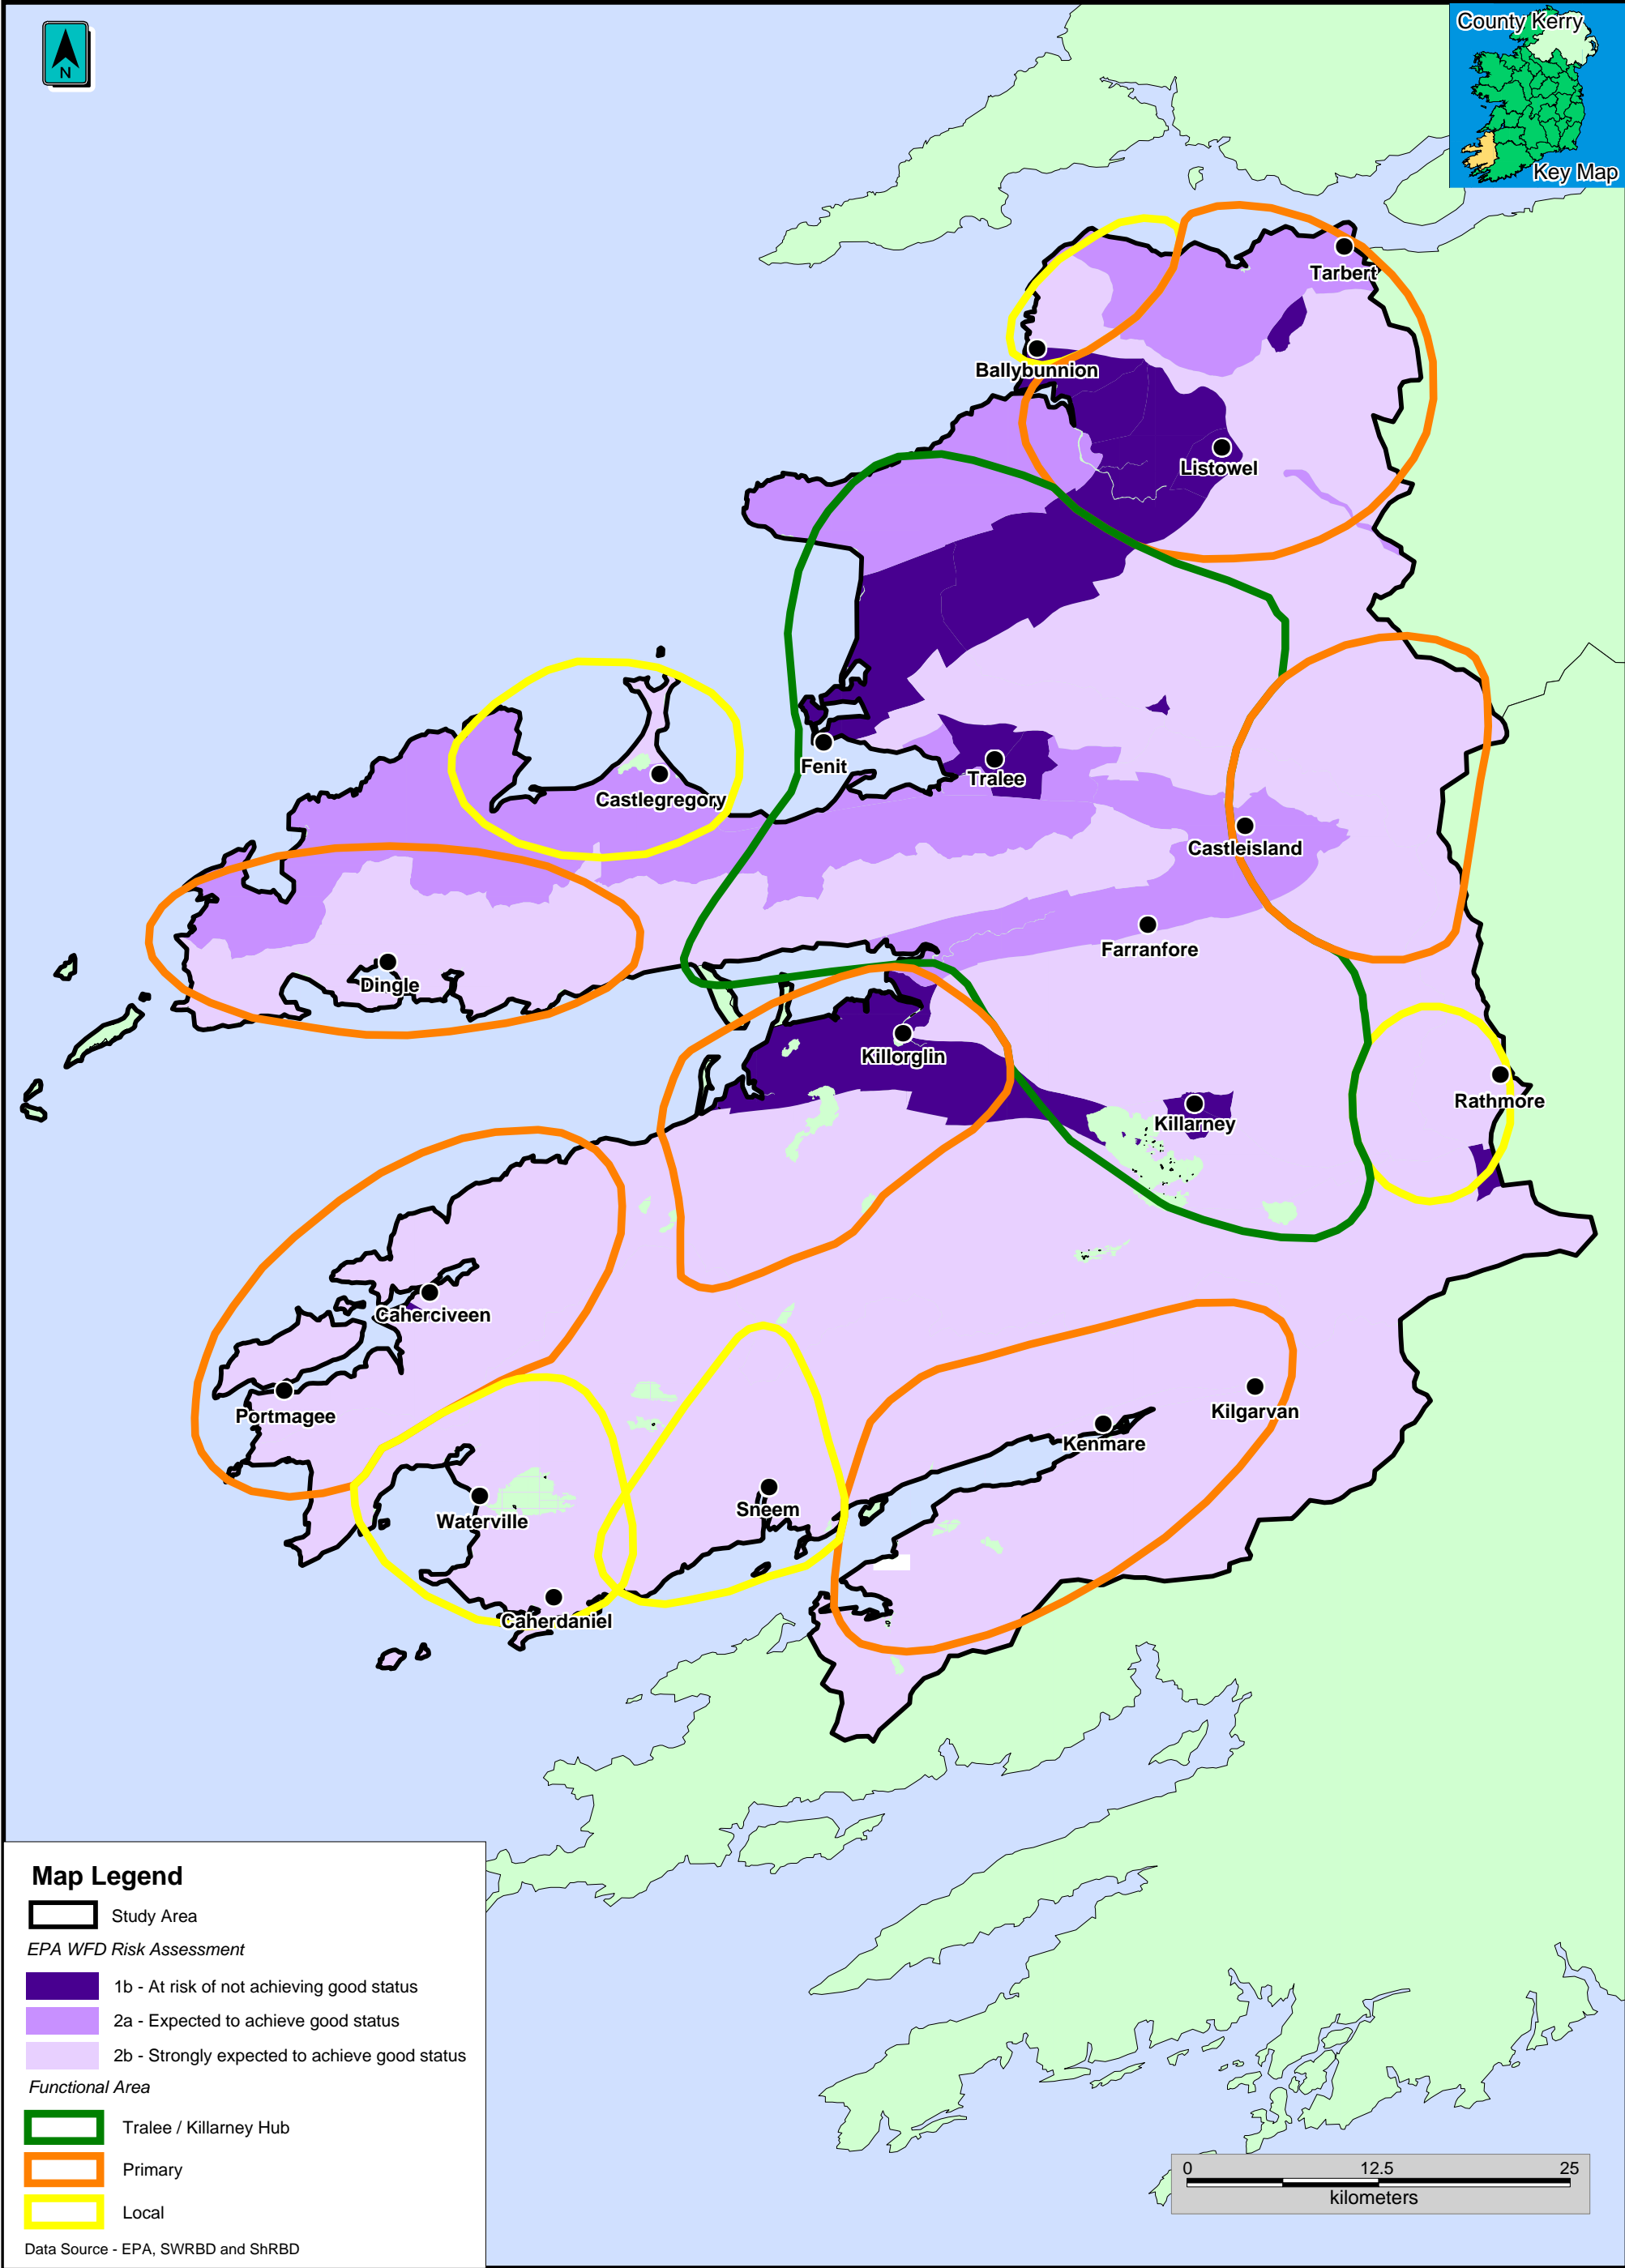 County Kerry
Key Map
N
Tarbert
Ballybunnion
Listowel
Fenit
Tralee
Castlegregory
Castleisland
Farranfore
Dingle
Killorglin
Rathmore
Killarney
Caherciveen
Portmagee
Kilgarvan
Kenmare
Waterville
Sneem
Caherdaniel
Map Legend
Study Area
EPA WFD Risk Assessment
1b - At risk of not achieving good status
2a - Expected to achieve good status
2b - Strongly expected to achieve good status
Functional Area
Tralee / Killarney Hub
Primary
Local
Data Source - EPA, SWRBD and ShRBD
0 12.5 25
kilometers